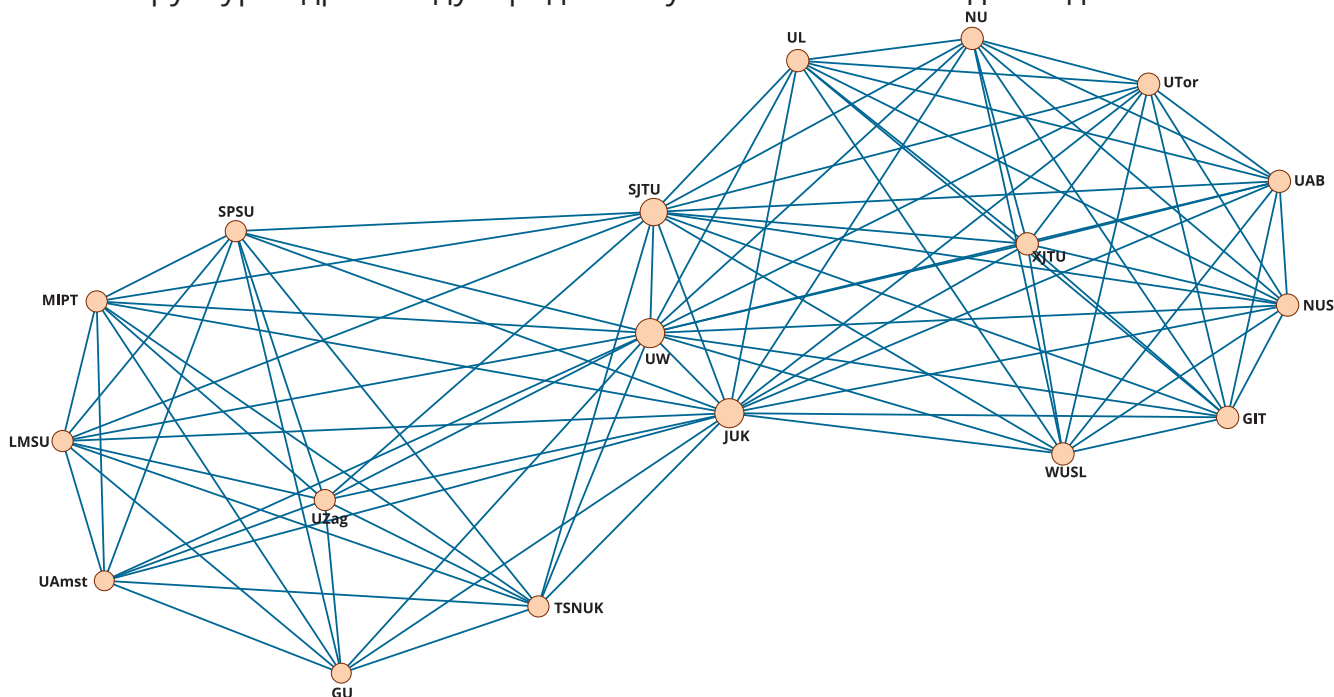 NU
UL
UTor
UAB
SJTU
SPSU
XJTU
MIPT
NUS
UW
GIT
JUK
LMSU
WUSL
UZag
UAmst
TSNUK
GU